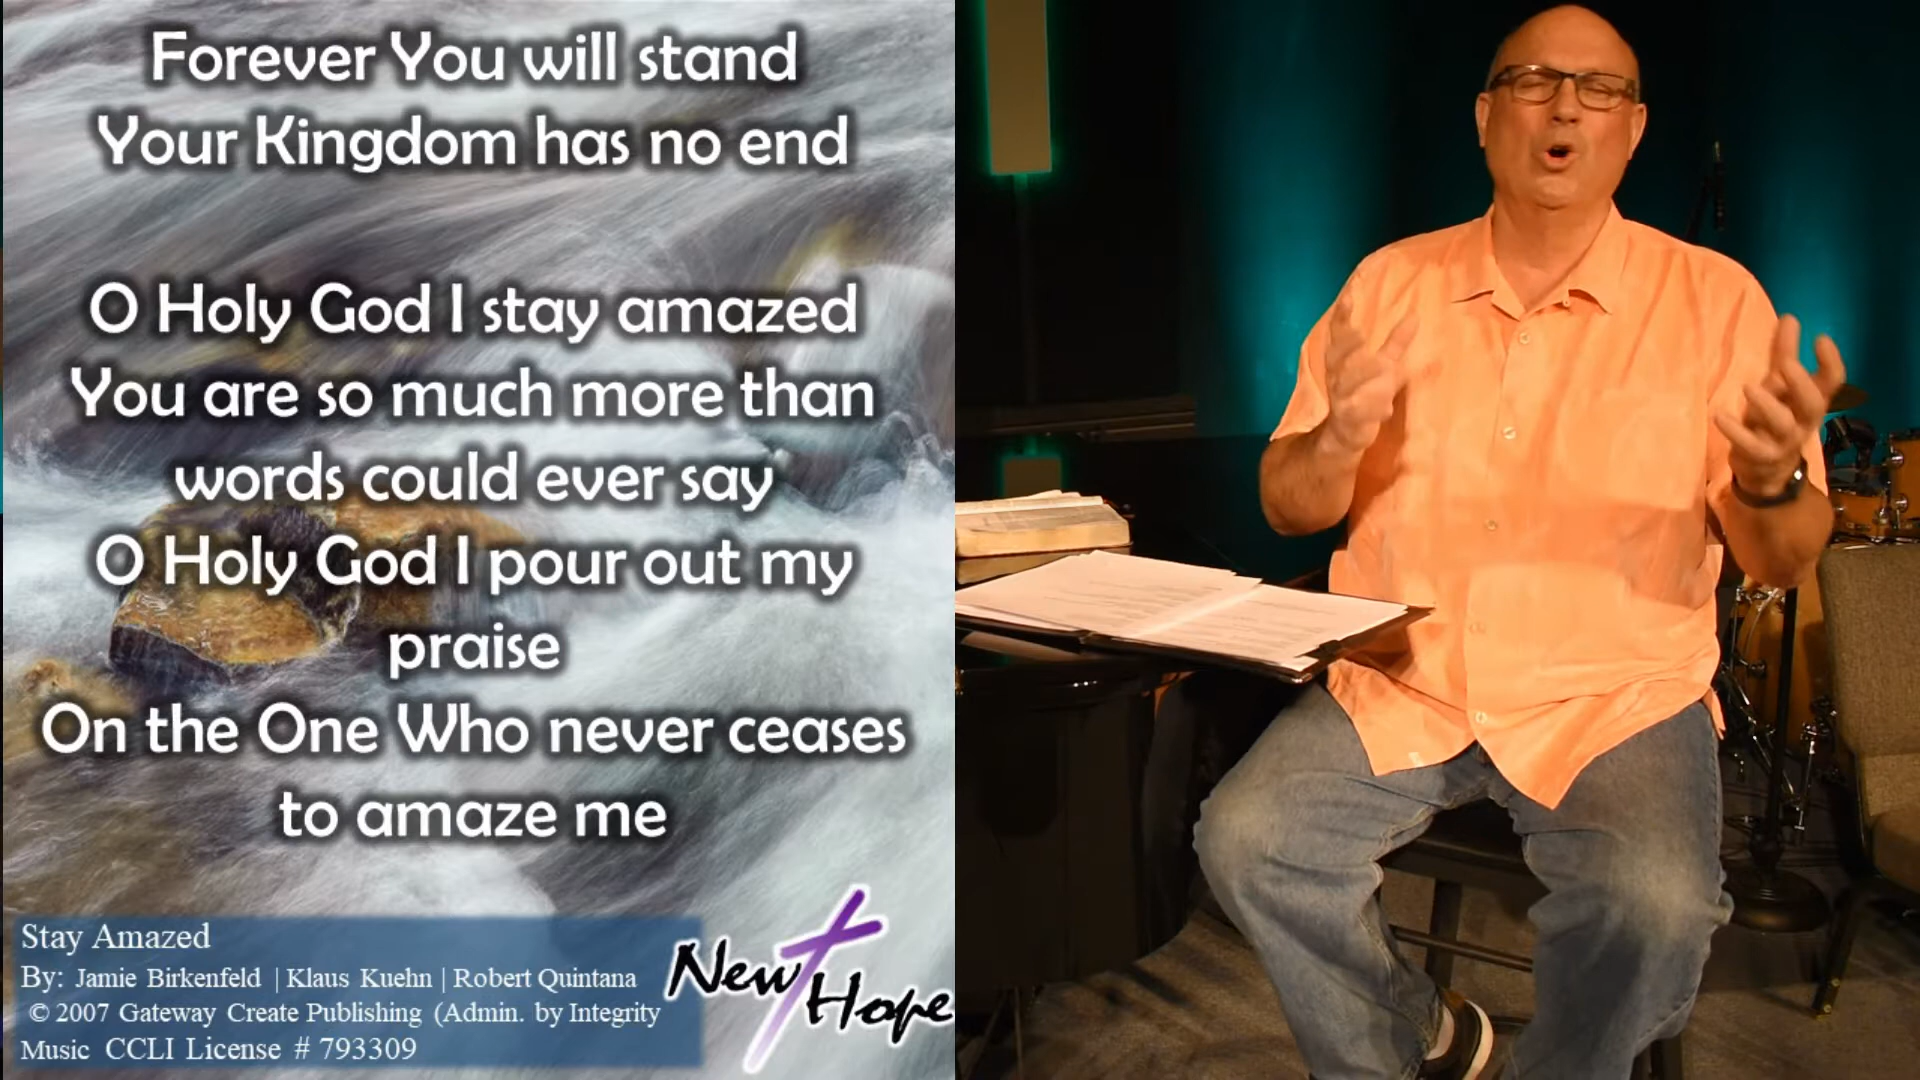 Forever You will stand
Your Kingdom has no end
O Holy God I stay amazed
You are so much more than
words could ever say
O Holy God I pour out my
praise
On the One Who never ceases
to amaze me
Stay Amazed
By: Jamie Birkenfeld | Klaus Kuehn | Robert Quintana
© 2007 Gateway Create Publishing (Admin. by Integrity
Music CCLI License # 793309
New Hope